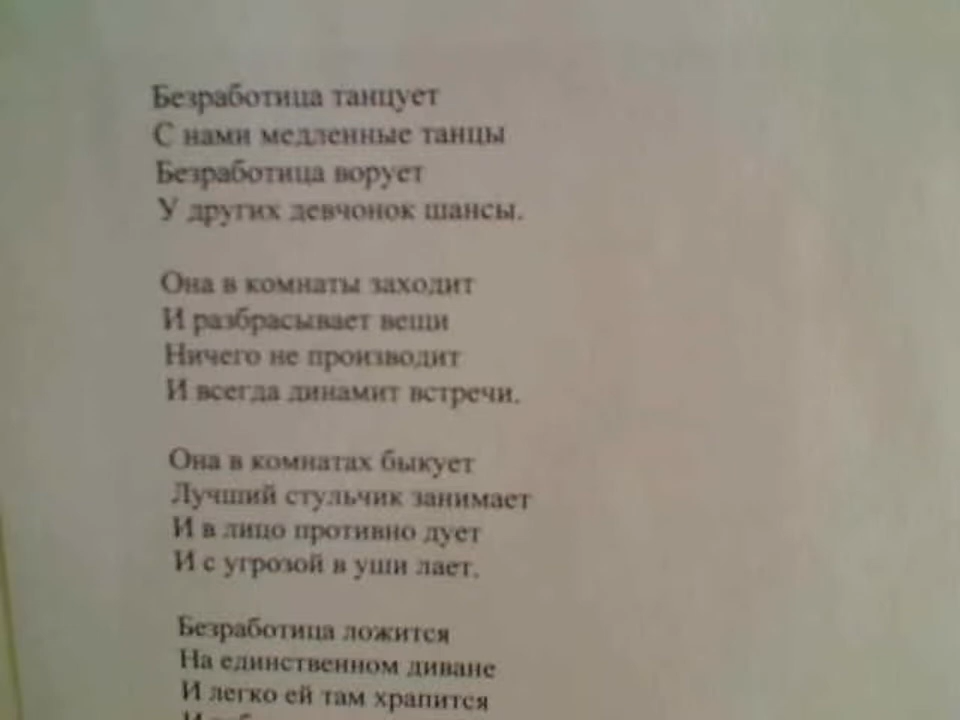 Безработица танцует
С нами медленные танцы
Безработица ворует
У других девчонок шансы.
Она в комнаты заходит
И разбрасывает вещи
Ничего не производит
И всегда динамит встречи.
Она в комнатах быкует
Лучший стульчик занимает
И в лицо противно дует
И с угрозой в уши лает.
Безработица ложится
На единственном диване
И легко ей там храпится